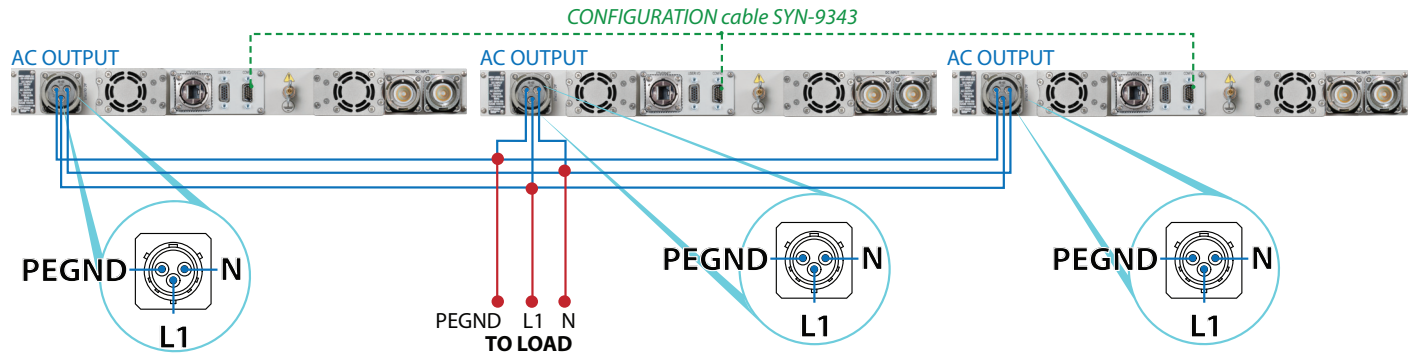 CONFIGURATION cable SYN-9343
AC OUTPUT
AC OUTPUT
AC OUTPUT
PEGND
N
L1
PEGND L1 N
TO LOAD
PEGND
N
L1
PEGND
N
L1